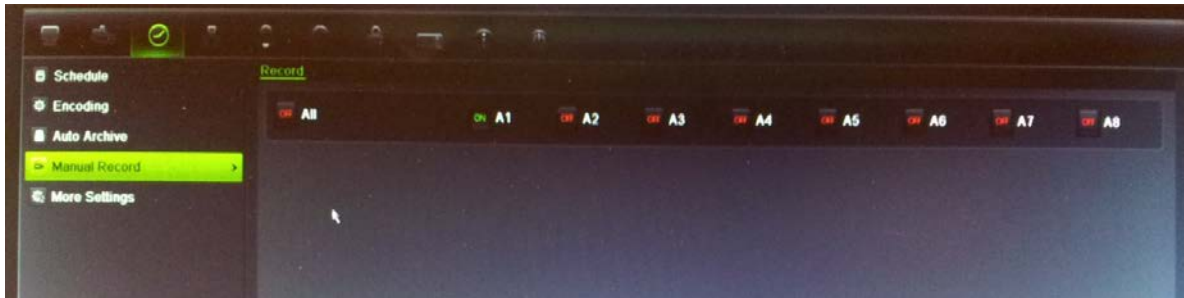 Schedule
Encoding
Auto Archive
Manual Record
More Settings
Record
OFF All ON A1 OFF A2 OFF A3 OFF A4 OFF A5 OFF A6 OFF A7 OFF A8